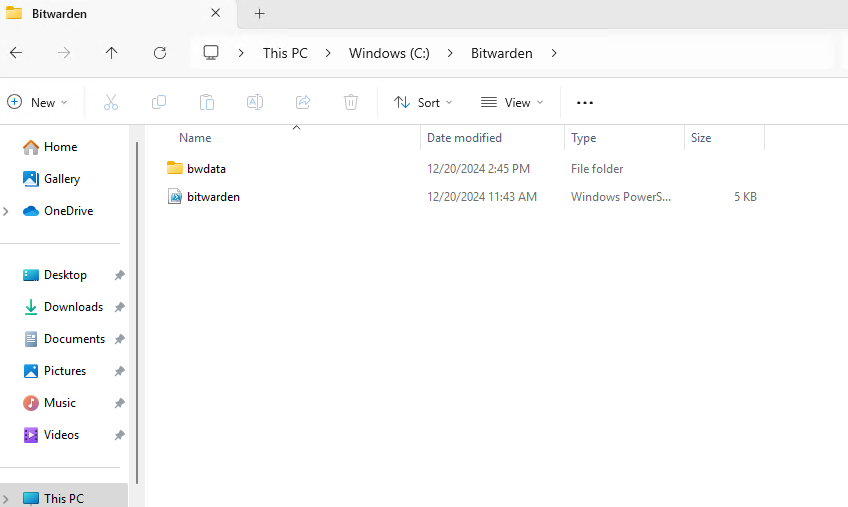 Bitwarden
This PC
Windows (C:)
Bitwarden
New
Sort
View
Name
Date modified
Type
Size
bwdata
12/20/2024 2:45 PM
File folder
bitwarden
12/20/2024 11:43 AM
Windows PowerS...
5 KB
Home
Gallery
OneDrive
Desktop
Downloads
Documents
Pictures
Music
Videos
This PC